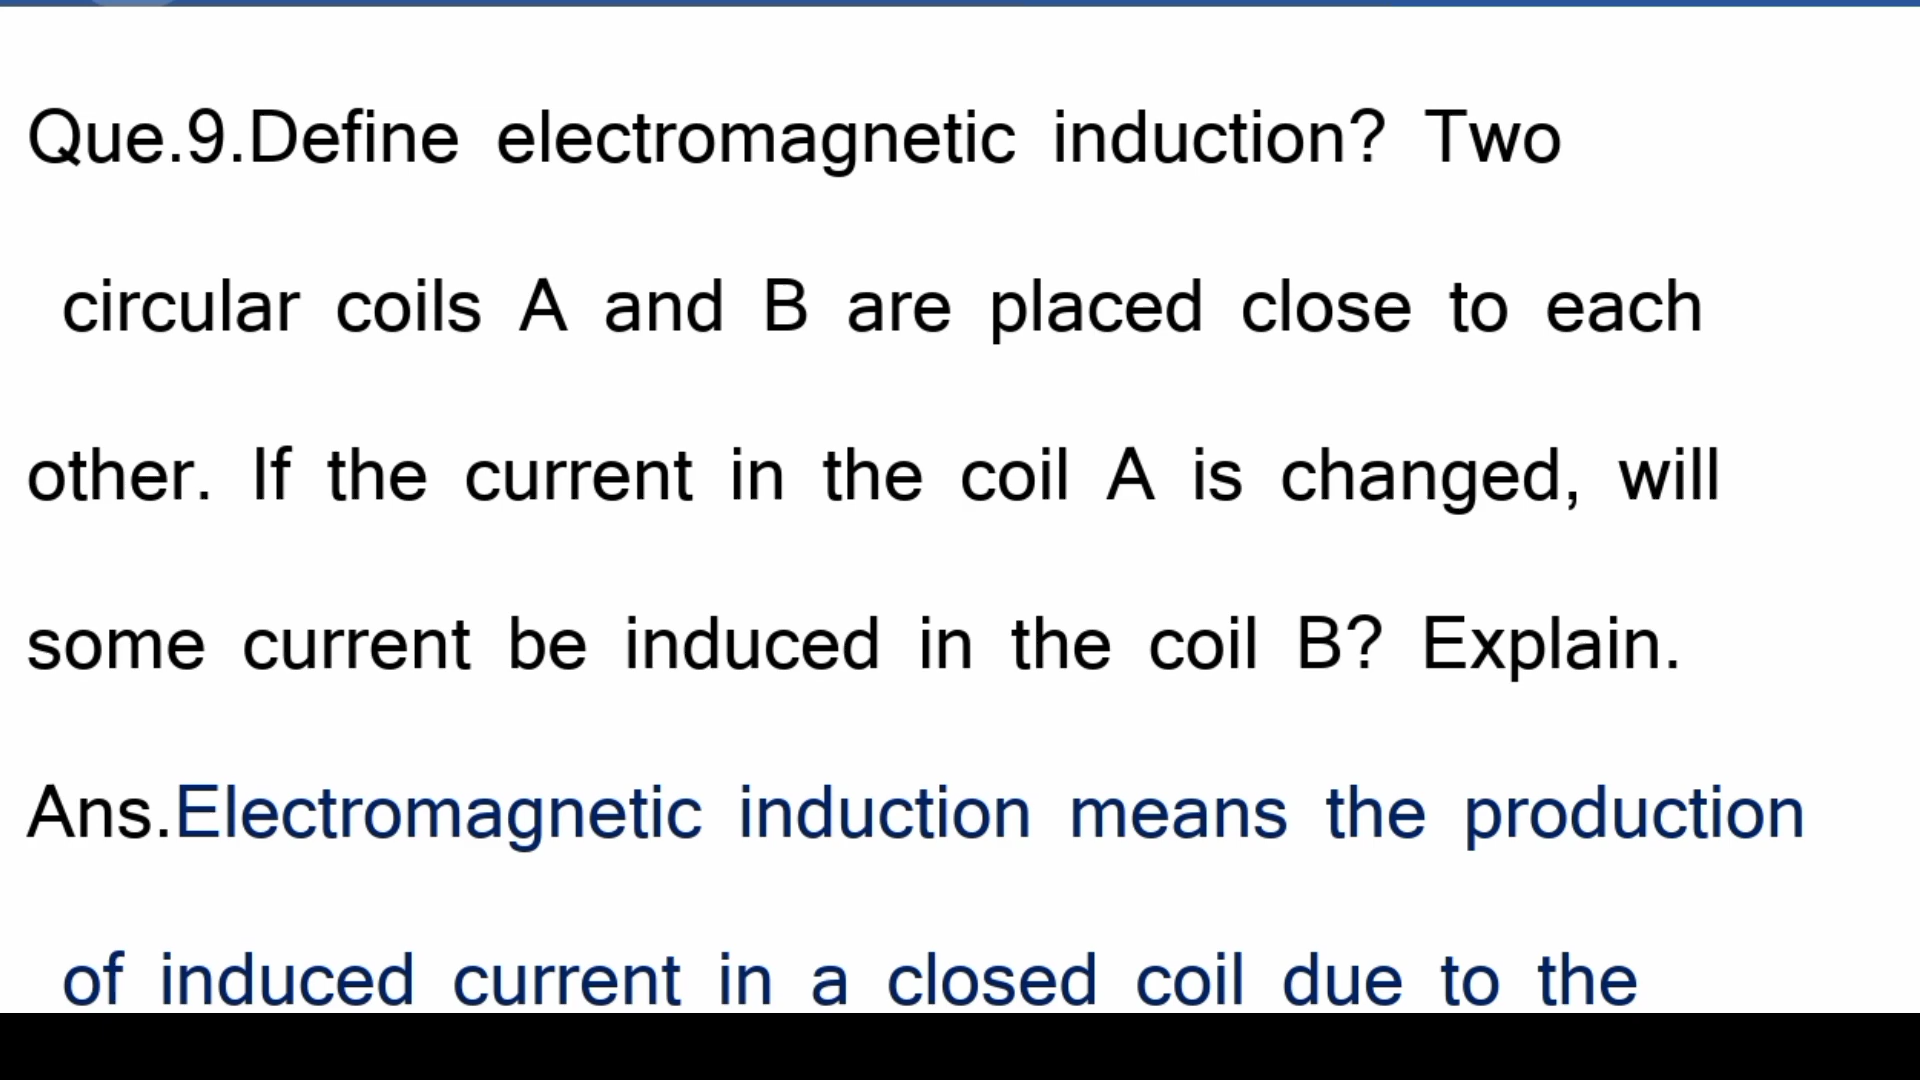 Que.9.Define electromagnetic induction? Two
circular coils A and B are placed close to each
other. If the current in the coil A is changed, will
some current be induced in the coil B? Explain.
Ans.Electromagnetic induction means the production
of induced current in a closed coil due to the